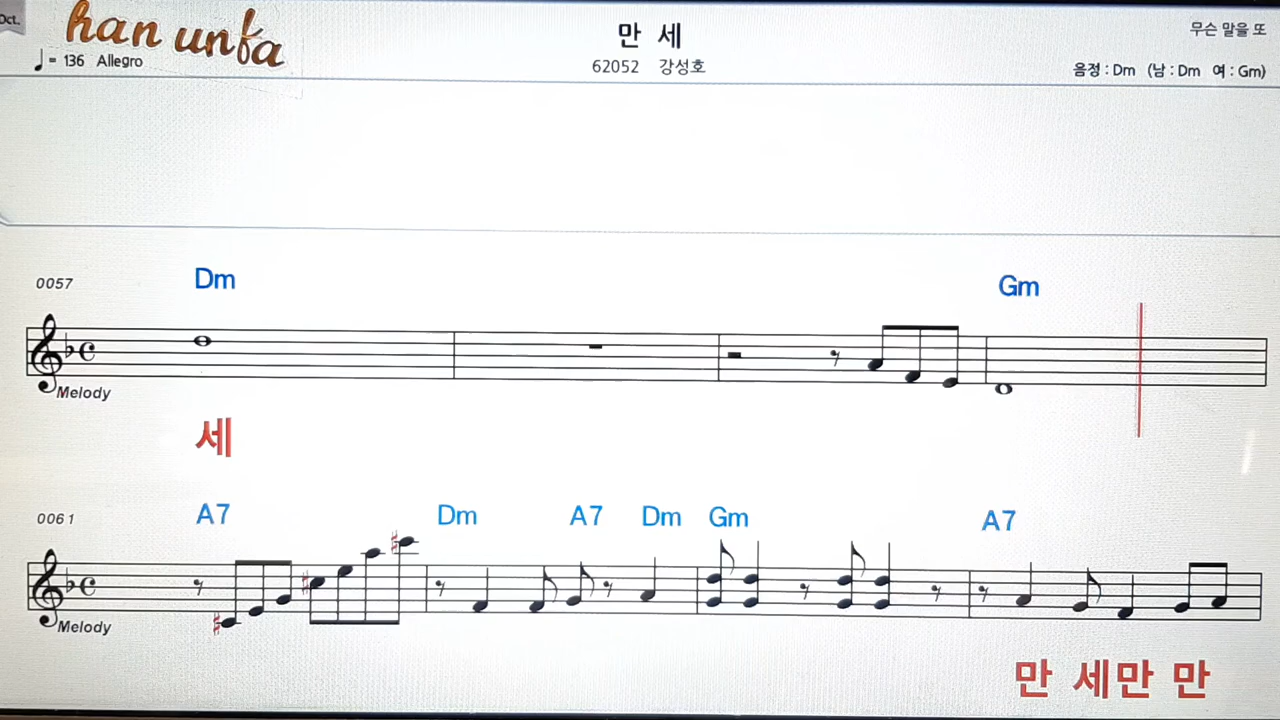 Oct.
han unfa
만 세
무슨 말을 또
= 136 Allegro
62052 강성호
음정 : Dm (남 : Dm 여 : Gm)
0057 Dm Gm
Melody
세
0061 A7 Dm A7 Dm Gm A7
Melody
만 세만 만